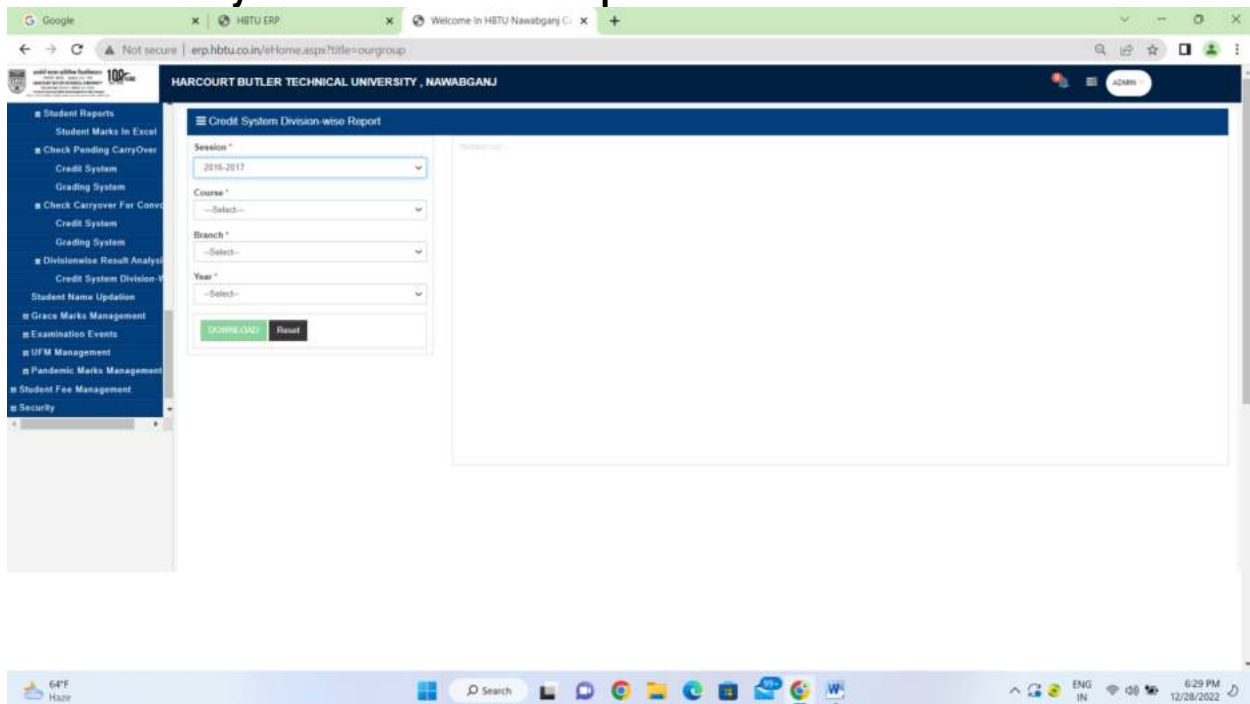 Google
HBTU ERP
Welcome In HBTU Nawabganj C
Not secure
erp.hbtu.co.in/eHome.aspx?title=ourgroup
100
HARCOURT BUTLER TECHNICAL UNIVERSITY , NAWABGANJ
ADMIN
Student Reports
Student Marks In Excel
Check Pending CarryOver
Credit System
Grading System
Check Carryover For Convo
Credit System
Grading System
Divisionwise Result Analysi
Credit System Division-W
Student Name Updation
Grace Marks Management
Examination Events
UFM Management
Pandemic Marks Management
Student Fee Management
Security
Credit System Division-wise Report
Session *
2016-2017
Course *
---Select---
Branch *
--Select--
Year *
--Select--
DOWNLOAD
Reset
64°F
Haze
Search
99+
ENG
IN
6:29 PM
12/28/2022